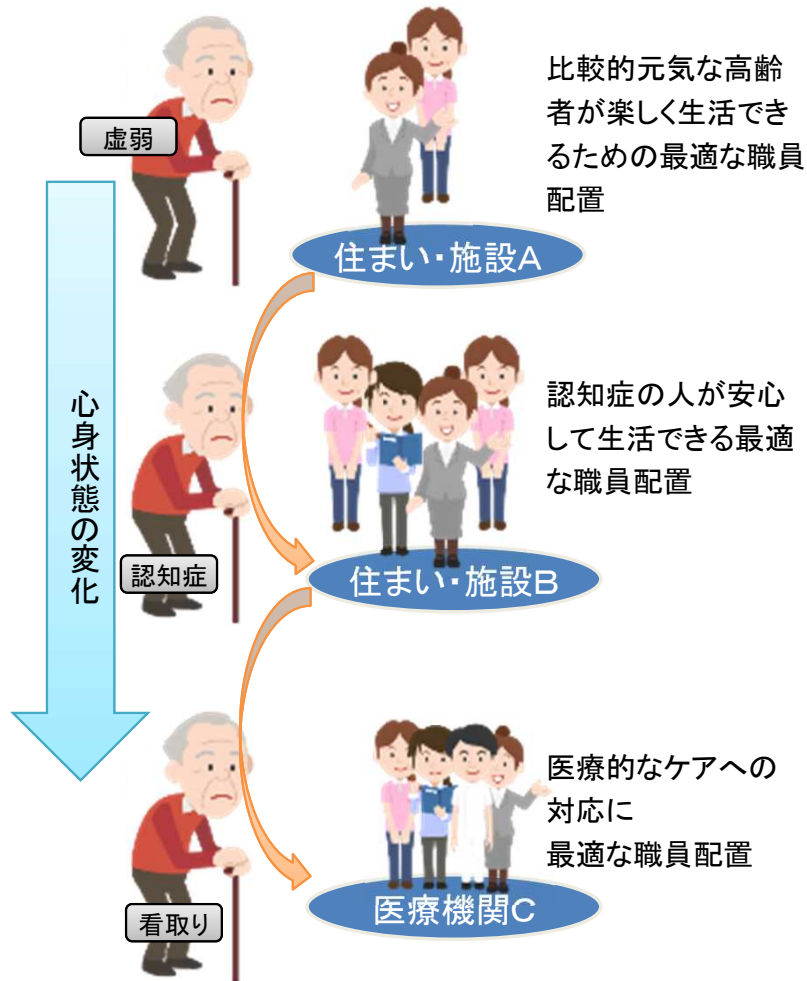 虚弱
比較的元気な高齢
者が楽しく生活でき
るための最適な職員
配置
住まい・施設A
心身状態の変化
認知症の人が安心
して生活できる最適
な職員配置
認知症
住まい・施設B
医療的なケアへの
対応に
最適な職員配置
看取り
医療機関C